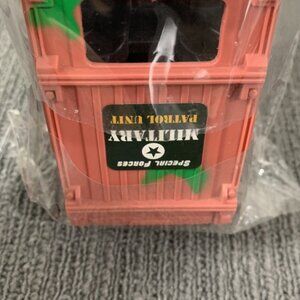 SPECIAL FORCES
MILITARY
PATROL UNIT